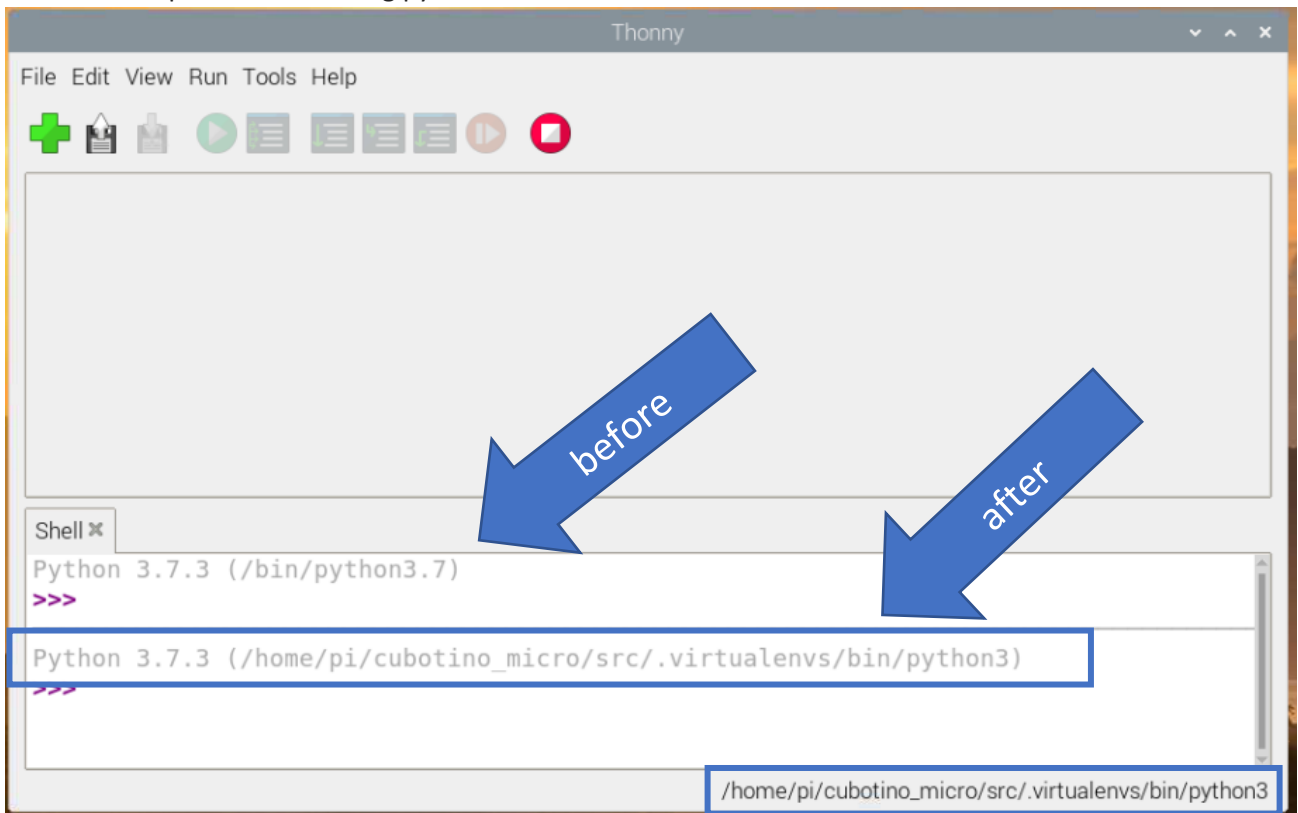 Thonny
File Edit View Run Tools Help
before
after
Shell
Python 3.7.3 (/bin/python3.7)
>>>
Python 3.7.3 (/home/pi/cubotino_micro/src/.virtualenvs/bin/python3)
>>>
/home/pi/cubotino_micro/src/.virtualenvs/bin/python3